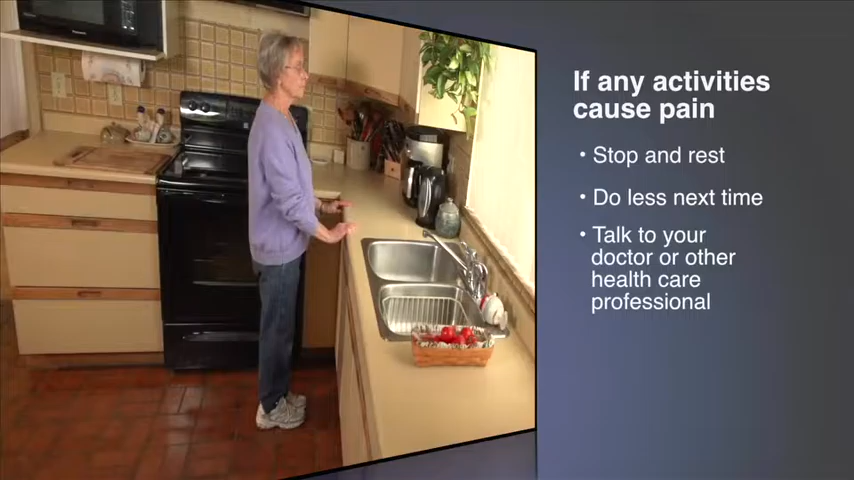 If any activities
cause pain
• Stop and rest
• Do less next time
• Talk to your
doctor or other
health care
professional